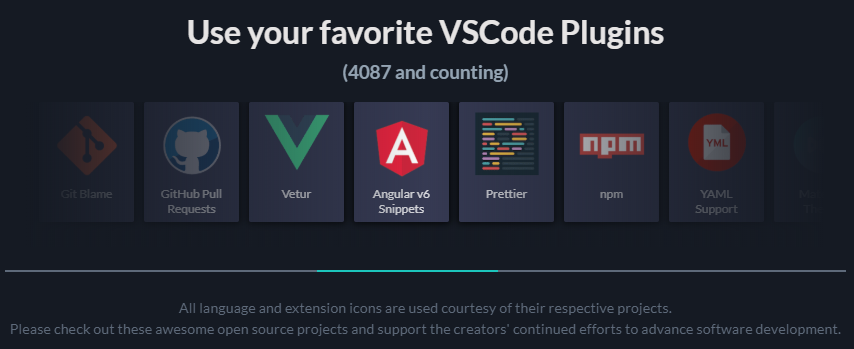 Use your favorite VSCode Plugins
(4087 and counting)
Git Blame
GitHub Pull
Requests
Vetur
A
Angular v6
Snippets
Prettier
npm
npm
YML
YAML
Support
All language and extension icons are used courtesy of their respective projects.
Please check out these awesome open source projects and support the creators' continued efforts to advance software development.